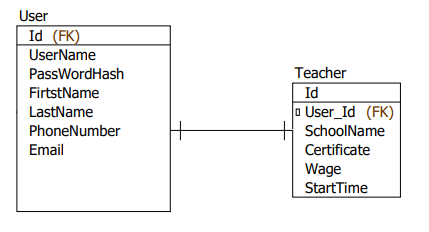 User
Id (FK)
UserName
PassWordHash
FirtstName
LastName
PhoneNumber
Email
Teacher
Id
User_Id (FK)
SchoolName
Certificate
Wage
StartTime